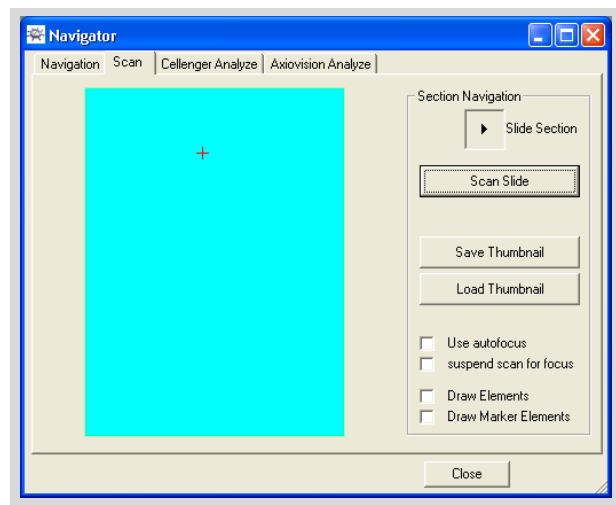 Navigator
Navigation Scan Cellenger Analyze Axiovision Analyze
Section Navigation
Slide Section
Scan Slide
Save Thumbnail
Load Thumbnail
Use autofocus
suspend scan for focus
Draw Elements
Draw Marker Elements
Close